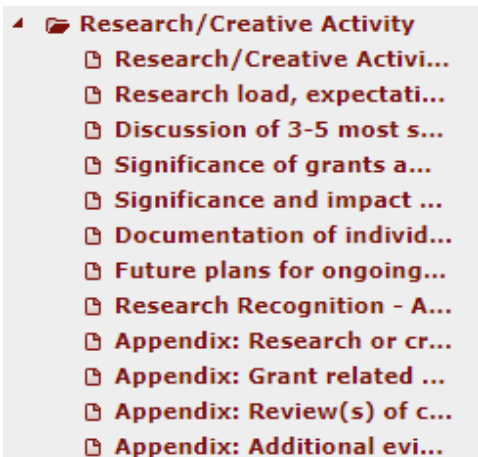 Research/Creative Activity
Research/Creative Activi...
Research load, expectati...
Discussion of 3-5 most s...
Significance of grants a...
Significance and impact ...
Documentation of individ...
Future plans for ongoing...
Research Recognition - A...
Appendix: Research or cr...
Appendix: Grant related ...
Appendix: Review(s) of c...
Appendix: Additional evi...